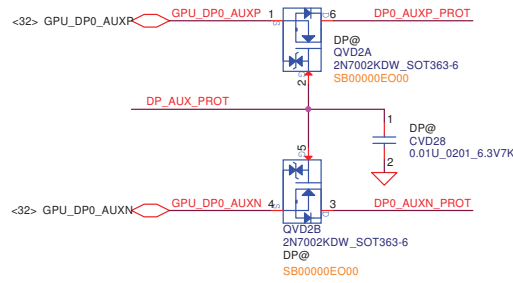 GPU_DP0_AUXP 1 6 DP0_AUXP_PROT
<32> GPU_DP0_AUXP
S D
DP@
QVD2A
2N7002KDW_SOT363-6
SB00000EO00
G
2
DP_AUX_PROT
1
DP@
CVD28
0.01U_0201_6.3V7K
2
5
G
GPU_DP0_AUXN 4 3 DP0_AUXN_PROT
<32> GPU_DP0_AUXN
S D
QVD2B
2N7002KDW_SOT363-6
DP@
SB00000EO00